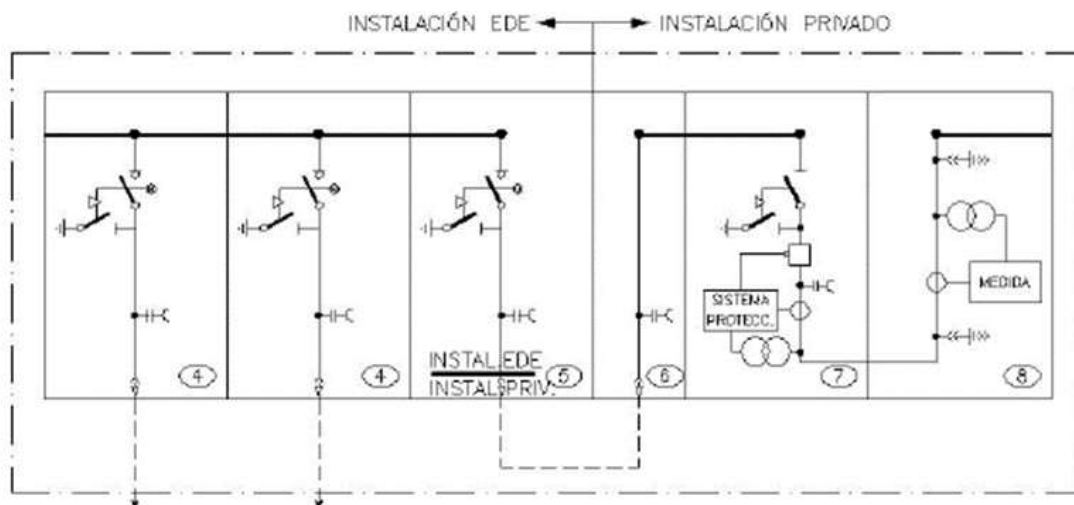 INSTALACIÓN EDE INSTALACIÓN PRIVADO
SISTEMA
PROTECC.
MEDIDA
INSTAL.EDE
INSTAL.PRIV.
4 4 5 6 7 8